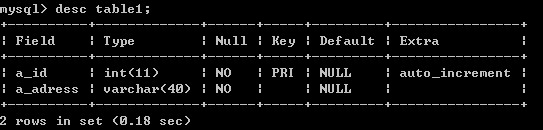 mysql> desc table1;
+----------+-------------+------+-----+---------+----------------+
| Field    | Type        | Null | Key | Default | Extra          |
+----------+-------------+------+-----+---------+----------------+
| a_id     | int(11)     | NO   | PRI | NULL    | auto_increment |
| a_adress | varchar(40) | NO   |     | NULL    |                |
+----------+-------------+------+-----+---------+----------------+
2 rows in set (0.18 sec)